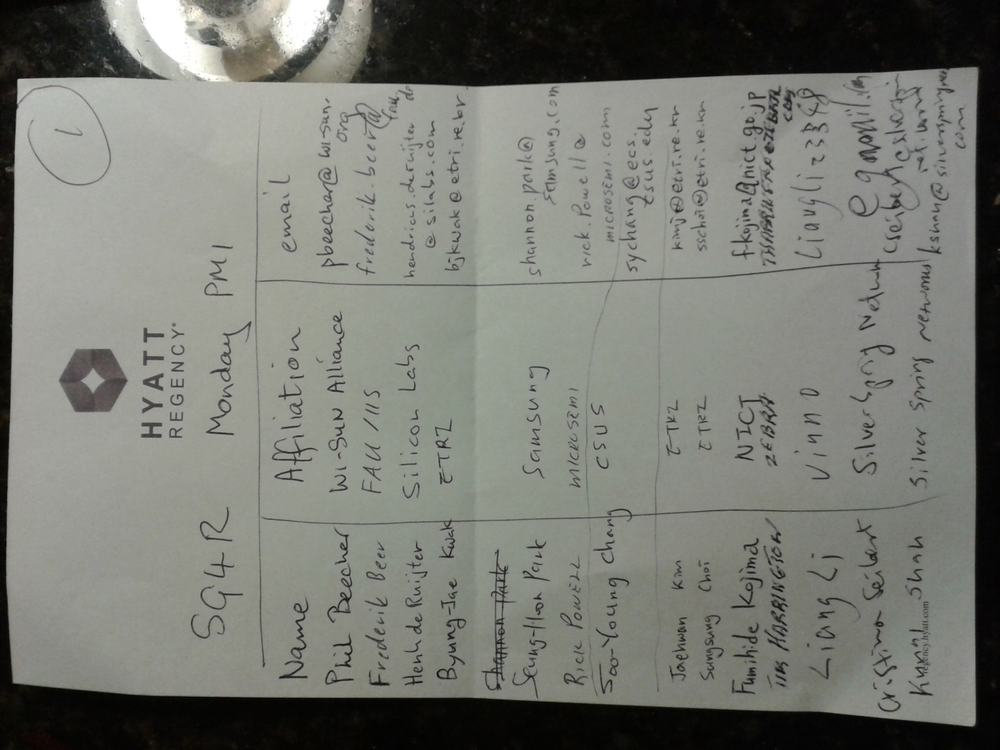 1
HYATT
REGENCY®
SG4R Monday PM1
Name Affiliation email
Phil Beecher Wi-SUN Alliance pbeecher@wi-sun.
org
Frederik Beer FAU / IIS frederik.beer@
fau.de
Henk de Ruijter Silicon Labs hendricus.deruijter
@silabs.com
Byung-Jae Kwak ETRI bjkwak@etri.re.kr
Shannon Park
Seung-Hoon Park Samsung shannon.park@
samsung.com
RICK POWELL MICROSEMI rick.powell@
microsemi.com
Soo-Young Chang CSUS sychang@ecs.
csus.edu
Jaehwan Kim ETRI kimj@etri.re.kr
Sungsung Choi ETRI sschoi@etri.re.kr
Fumihide Kojima NICT f-kojima@nict.go.jp
TIM HARRINGTON ZEBRA THARRINGTON@ZEBRA
.com
Liang Li Vinno Liangli2334@
gmail.com
Cristina Seibert Silver Spring Network cseibert@
Kunal Shah Silver Spring Networks kshah@silverspringnet
com
regency.hyatt.com